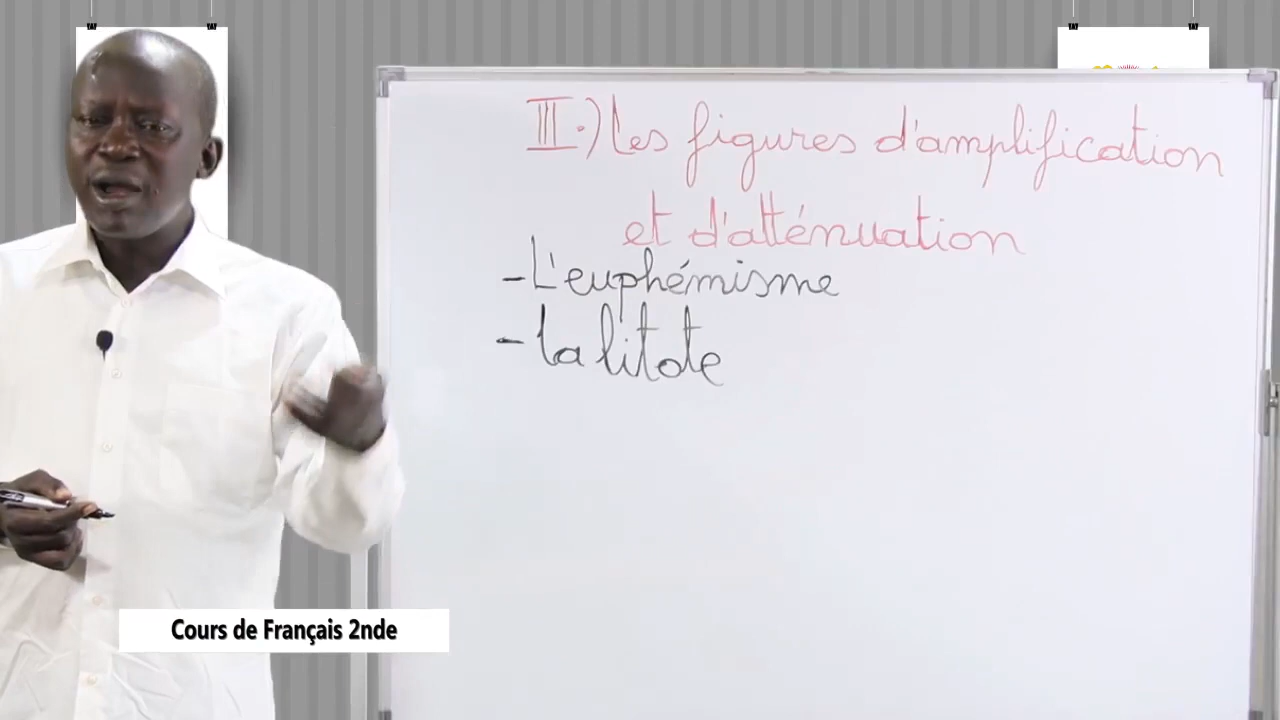 III.) Les figures d'amplification
et d'atténuation
- L'euphémisme
- La litote
Cours de Français 2nde